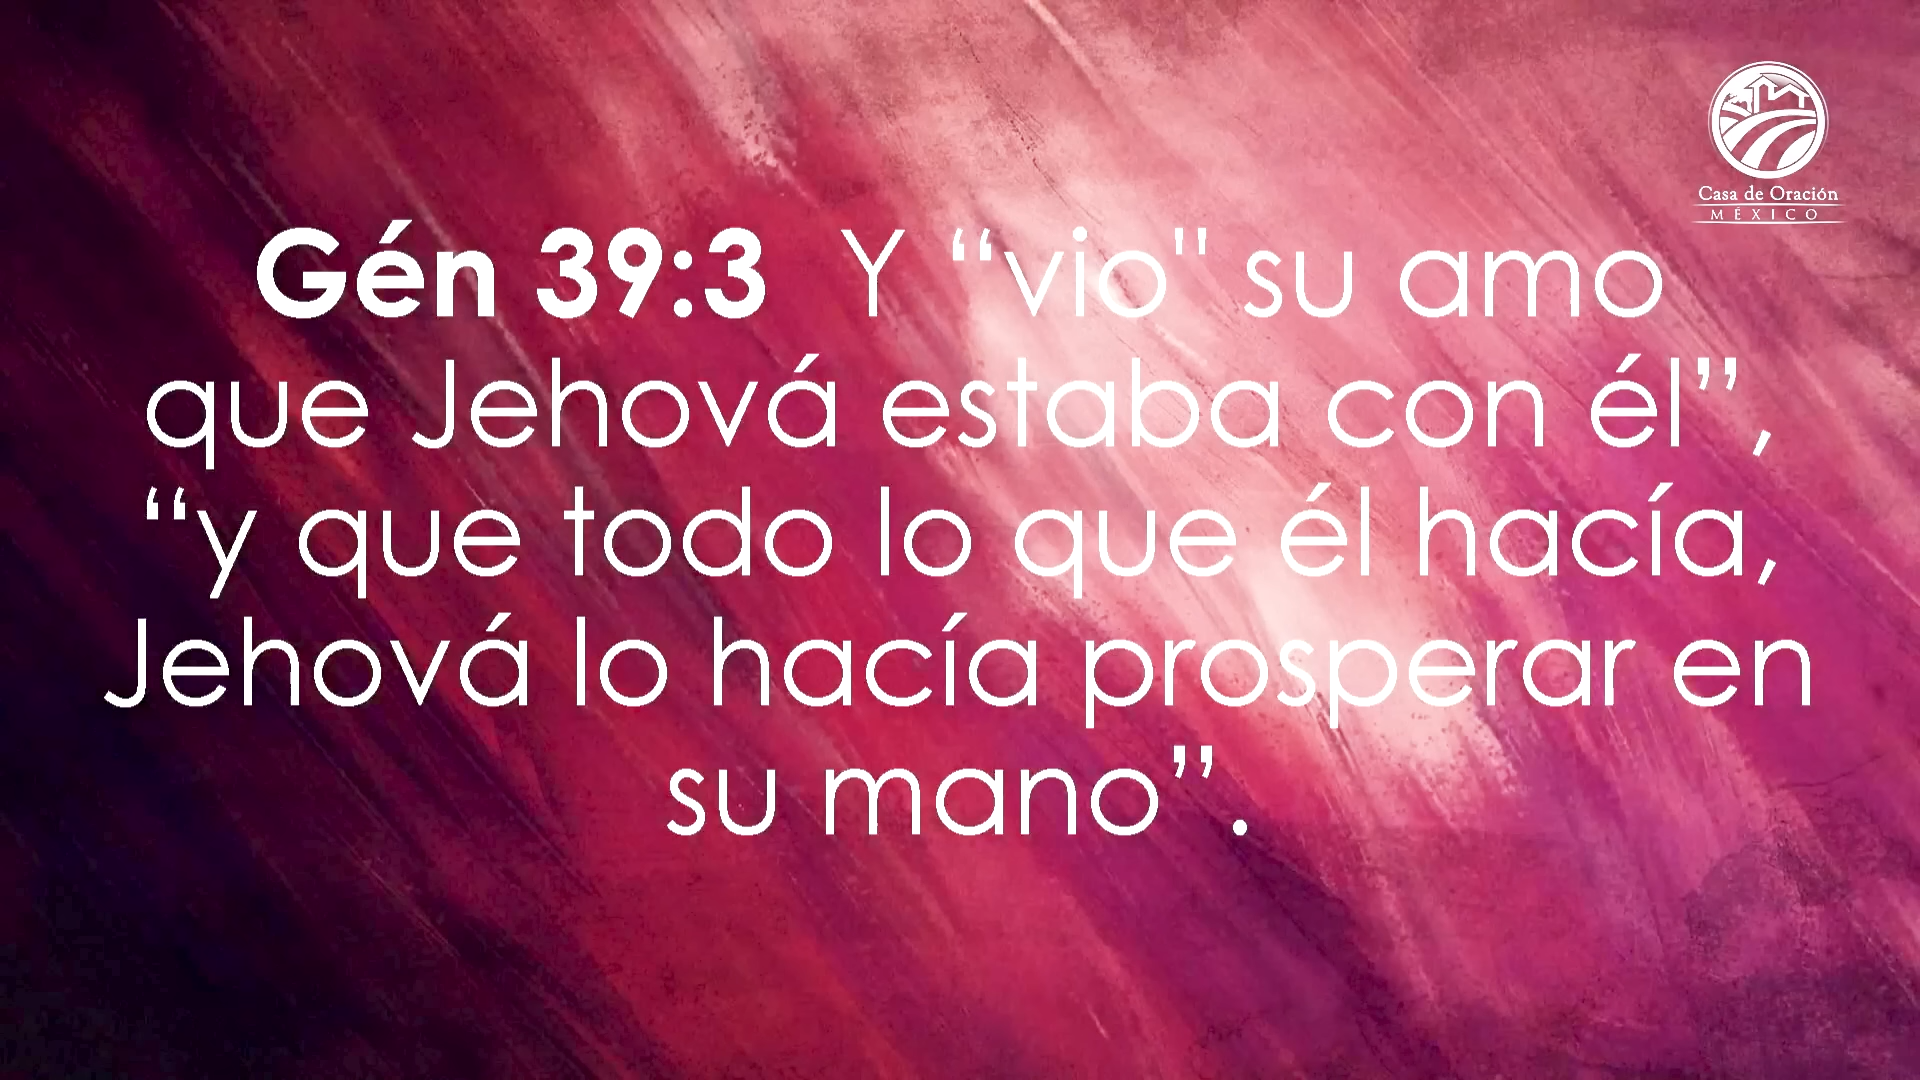 Casa de Oración
MÉXICO
Gén 39:3 Y “vio" su amo
que Jehová estaba con él”,
“y que todo lo que él hacía,
Jehová lo hacía prosperar en
su mano”.